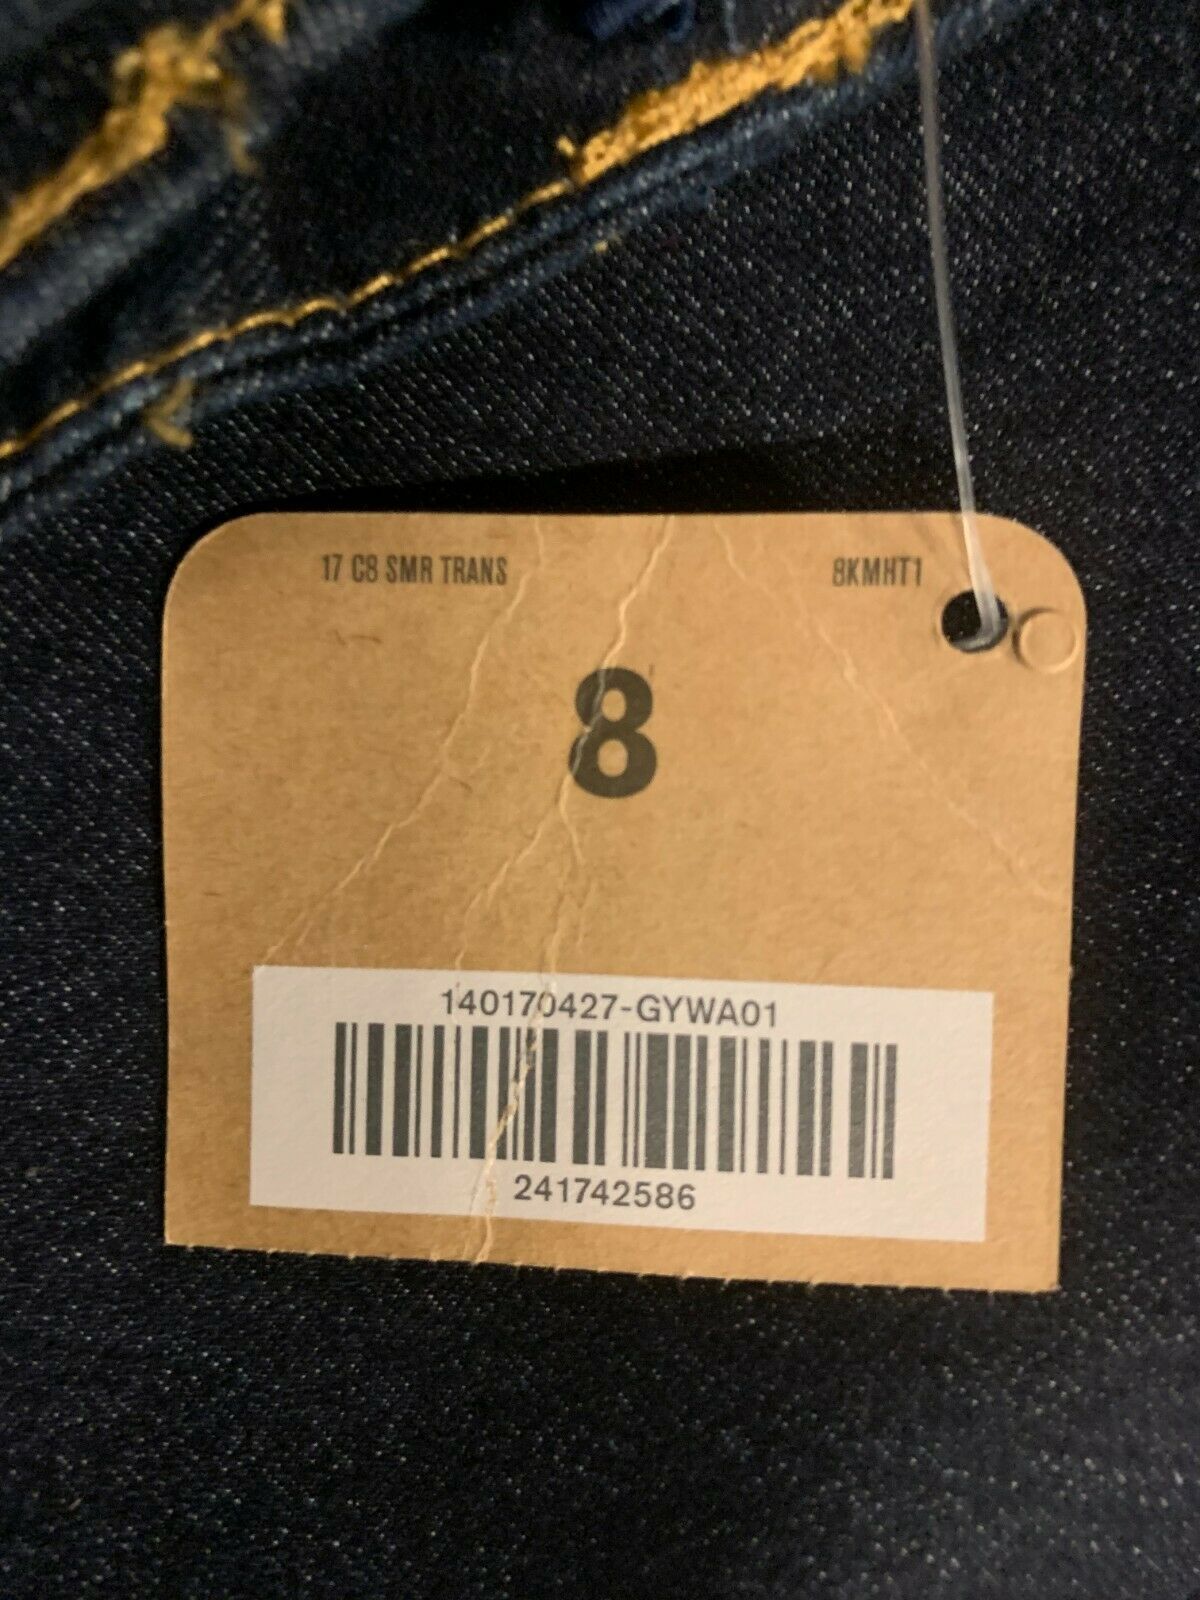 17 C8 SMR TRANS 8KMHT1
8
140170427-GYWA01
241742586